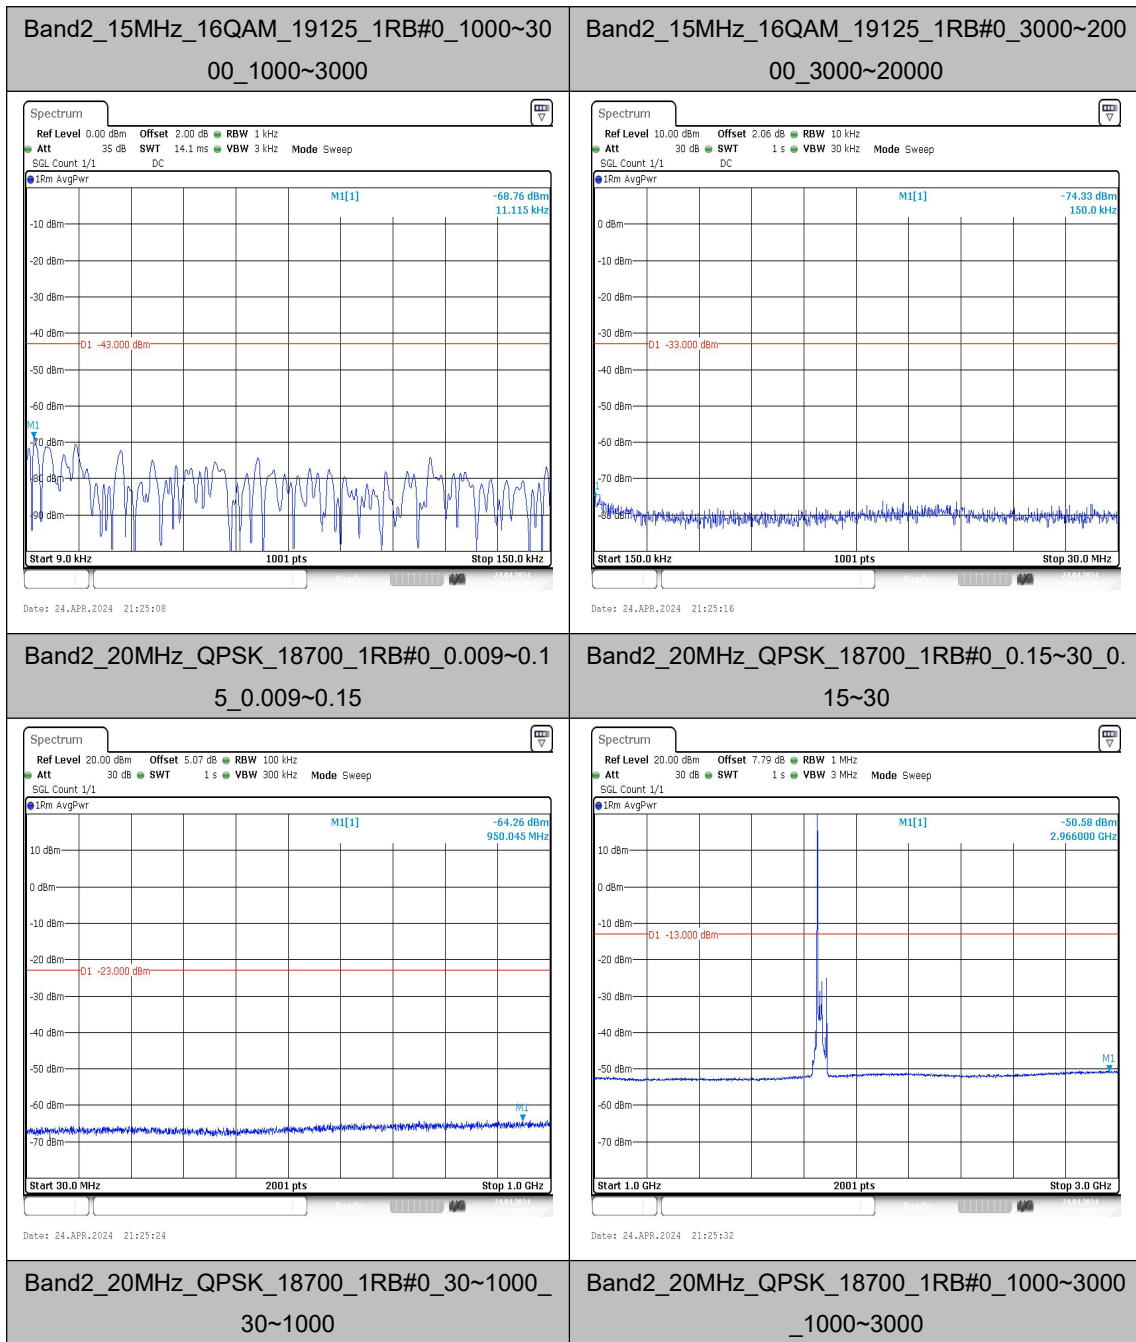 Band2_15MHz_16QAM_19125_1RB#0_1000~30
00_1000~3000
Band2_15MHz_16QAM_19125_1RB#0_3000~200
00_3000~20000
Spectrum
Ref Level 0.00 dBm Offset 2.00 dB RBW 1 kHz
Att 35 dB SWT 14.1 ms VBW 3 kHz Mode Sweep
SGL Count 1/1 DC
1Rm AvgPwr
M1[1] -68.76 dBm
11.115 kHz
-10 dBm
-20 dBm
-30 dBm
-40 dBm
D1 -43.000 dBm
-50 dBm
-60 dBm
M1
-70 dBm
-80 dBm
-90 dBm
Start 9.0 kHz 1001 pts Stop 150.0 kHz
Ready 24.04.2024
Date: 24.APR.2024 21:25:08
Spectrum
Ref Level 10.00 dBm Offset 2.06 dB RBW 10 kHz
Att 30 dB SWT 1 s VBW 30 kHz Mode Sweep
SGL Count 1/1 DC
1Rm AvgPwr
M1[1] -74.33 dBm
150.0 kHz
0 dBm
-10 dBm
-20 dBm
-30 dBm
D1 -33.000 dBm
-40 dBm
-50 dBm
-60 dBm
-70 dBm
-80 dBm
Start 150.0 kHz 1001 pts Stop 30.0 MHz
Ready 24.04.2024
Date: 24.APR.2024 21:25:16
Band2_20MHz_QPSK_18700_1RB#0_0.009~0.1
5_0.009~0.15
Band2_20MHz_QPSK_18700_1RB#0_0.15~30_0.
15~30
Spectrum
Ref Level 20.00 dBm Offset 5.07 dB RBW 100 kHz
Att 30 dB SWT 1 s VBW 300 kHz Mode Sweep
SGL Count 1/1
1Rm AvgPwr
M1[1] -64.26 dBm
950.045 MHz
10 dBm
0 dBm
-10 dBm
-20 dBm
D1 -23.000 dBm
-30 dBm
-40 dBm
-50 dBm
-60 dBm
M1
-70 dBm
Start 30.0 MHz 2001 pts Stop 1.0 GHz
Ready 24.04.2024
Date: 24.APR.2024 21:25:24
Spectrum
Ref Level 20.00 dBm Offset 7.79 dB RBW 1 MHz
Att 30 dB SWT 1 s VBW 3 MHz Mode Sweep
SGL Count 1/1
1Rm AvgPwr
M1[1] -50.58 dBm
2.966000 GHz
10 dBm
0 dBm
-10 dBm
D1 -13.000 dBm
-20 dBm
-30 dBm
-40 dBm
M1
-50 dBm
-60 dBm
-70 dBm
Start 1.0 GHz 2001 pts Stop 3.0 GHz
Ready 24.04.2024
Date: 24.APR.2024 21:25:32
Band2_20MHz_QPSK_18700_1RB#0_30~1000_
30~1000
Band2_20MHz_QPSK_18700_1RB#0_1000~3000
_1000~3000